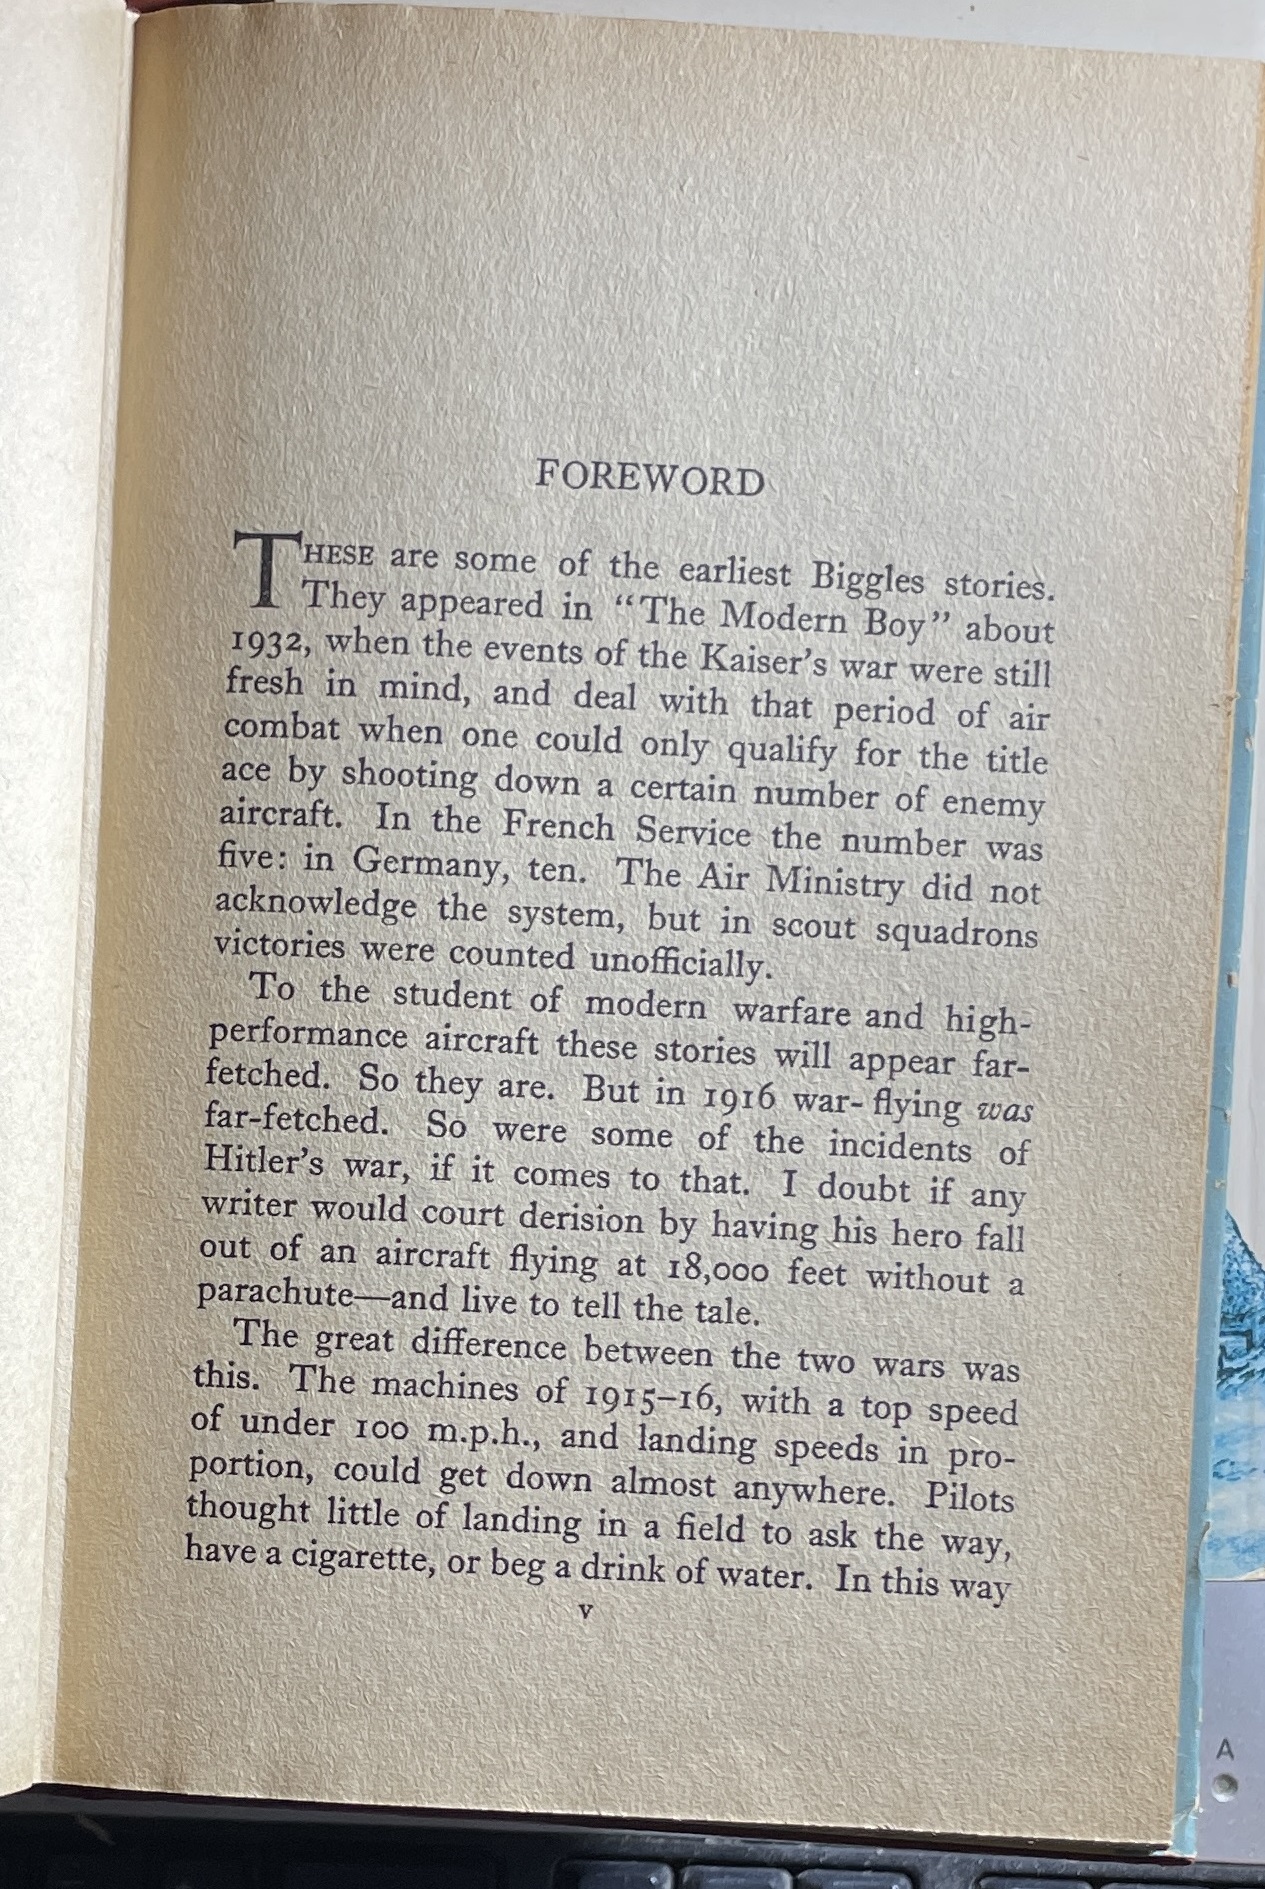 FOREWORD
THESE are some of the earliest Biggles stories.
They appeared in “The Modern Boy” about
1932, when the events of the Kaiser’s war were still
fresh in mind, and deal with that period of air
combat when one could only qualify for the title
ace by shooting down a certain number of enemy
aircraft. In the French Service the number was
five: in Germany, ten. The Air Ministry did not
acknowledge the system, but in scout squadrons
victories were counted unofficially.
To the student of modern warfare and high-
performance aircraft these stories will appear far-
fetched. So they are. But in 1916 war-flying was
far-fetched. So were some of the incidents of
Hitler’s war, if it comes to that. I doubt if any
writer would court derision by having his hero fall
out of an aircraft flying at 18,000 feet without a
parachute—and live to tell the tale.
The great difference between the two wars was
this. The machines of 1915–16, with a top speed
of under 100 m.p.h., and landing speeds in pro-
portion, could get down almost anywhere. Pilots
thought little of landing in a field to ask the way,
have a cigarette, or beg a drink of water. In this way
v
A